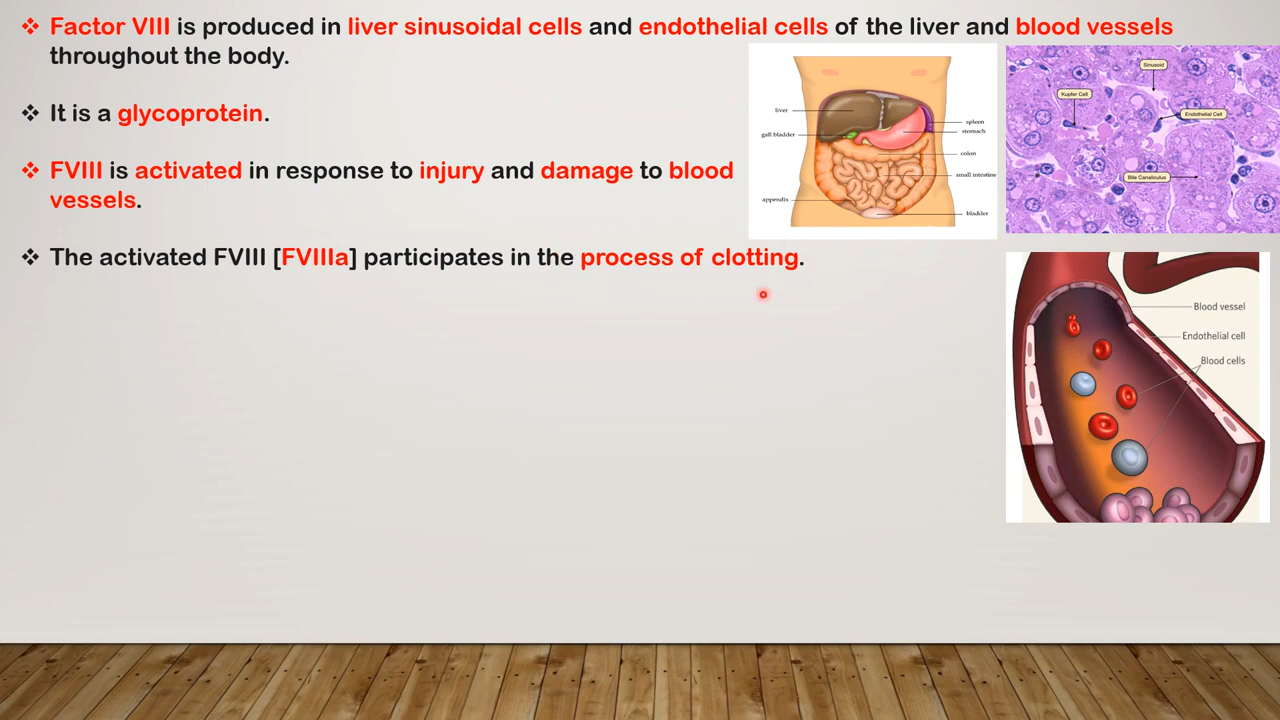 ❖ Factor VIII is produced in liver sinusoidal cells and endothelial cells of the liver and blood vessels
throughout the body.
❖ It is a glycoprotein.
❖ FVIII is activated in response to injury and damage to blood
vessels.
❖ The activated FVIII [FVIIIa] participates in the process of clotting.
liver
gall bladder
appendix
spleen
stomach
colon
small intestine
bladder
Sinusoid
Kupfer Cell
Endothelial Cell
Bile Canaliculus
Blood vessel
Endothelial cell
Blood cells